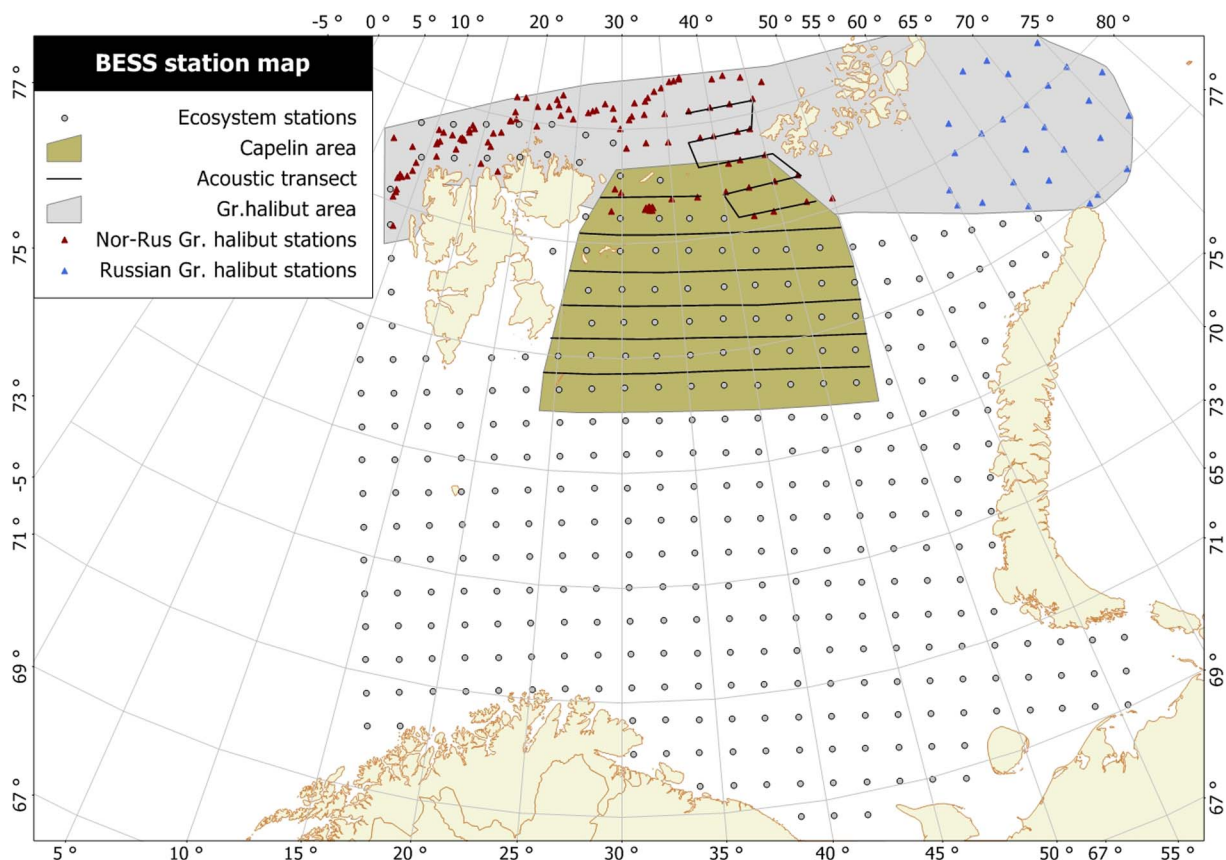 -5 ° 0 ° 5 ° 10 ° 15 ° 20 ° 30 ° 40 ° 50 ° 55 ° 60 ° 65 ° 70 ° 75 ° 80 °
BESS station map
Ecosystem stations
Capelin area
Acoustic transect
Gr.halibut area
Nor-Rus Gr. halibut stations
Russian Gr. halibut stations
77 °
75 °
73 °
-5 °
71 °
69 °
67 °
77 °
75 °
70 °
73 °
65 °
71 °
69 °
67 °
5 ° 10 ° 15 ° 20 ° 25 ° 30 ° 35 ° 40 ° 45 ° 50 ° 67 ° 55 °